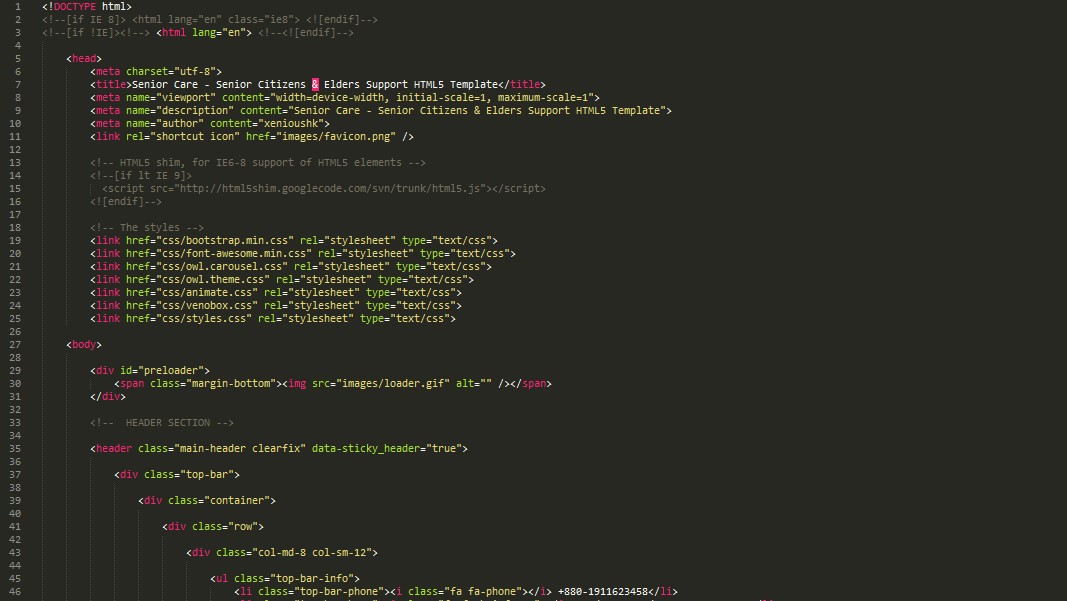 1 <!DOCTYPE html>
2 <!--[if IE 8]> <html lang="en" class="ie8"> <![endif]-->
3 <!--[if !IE]><!--> <html lang="en"> <!--<![endif]-->
4
5 <head>
6 <meta charset="utf-8">
7 <title>Senior Care - Senior Citizens & Elders Support HTML5 Template</title>
8 <meta name="viewport" content="width=device-width, initial-scale=1, maximum-scale=1">
9 <meta name="description" content="Senior Care - Senior Citizens & Elders Support HTML5 Template">
10 <meta name="author" content="xenioushk">
11 <link rel="shortcut icon" href="images/favicon.png" />
12
13 <!-- HTML5 shim, for IE6-8 support of HTML5 elements -->
14 <!--[if lt IE 9]>
15 <script src="http://html5shim.googlecode.com/svn/trunk/html5.js"></script>
16 <![endif]-->
17
18 <!-- The styles -->
19 <link href="css/bootstrap.min.css" rel="stylesheet" type="text/css">
20 <link href="css/font-awesome.min.css" rel="stylesheet" type="text/css">
21 <link href="css/owl.carousel.css" rel="stylesheet" type="text/css">
22 <link href="css/owl.theme.css" rel="stylesheet" type="text/css">
23 <link href="css/animate.css" rel="stylesheet" type="text/css">
24 <link href="css/venobox.css" rel="stylesheet" type="text/css">
25 <link href="css/styles.css" rel="stylesheet" type="text/css">
26
27 <body>
28
29 <div id="preloader">
30 <span class="margin-bottom"><img src="images/loader.gif" alt="" /></span>
31 </div>
32
33 <!--  HEADER SECTION -->
34
35 <header class="main-header clearfix" data-sticky_header="true">
36
37 <div class="top-bar">
38
39 <div class="container">
40
41 <div class="row">
42
43 <div class="col-md-8 col-sm-12">
44
45 <ul class="top-bar-info">
46 <li class="top-bar-phone"><i class="fa fa-phone"></i> +880-1911623458</li>